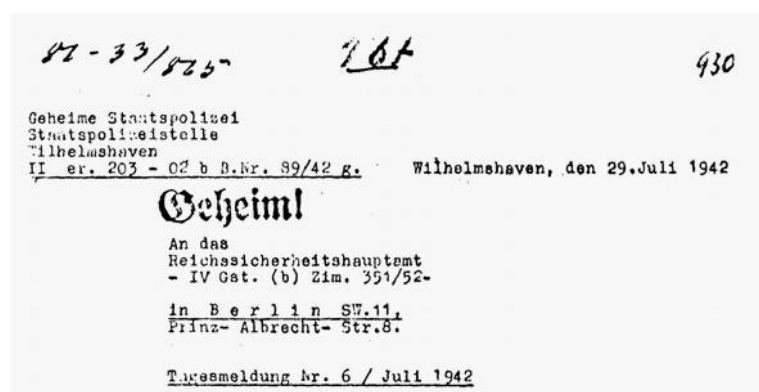 82-33/825
930
Geheime Staatspolizei
Staatspolizeistelle
Wilhelmshaven
II er. 203 - 02 b B.Nr. 89/42 g. Wilhelmshaven, den 29.Juli 1942
Geheim!
An das
Reichssicherheitshauptamt
- IV Gst. (b) Zim. 351/52-
in B e r l i n SW.11,
Prinz- Albrecht- Str.8.
Tagesmeldung Nr. 6 / Juli 1942